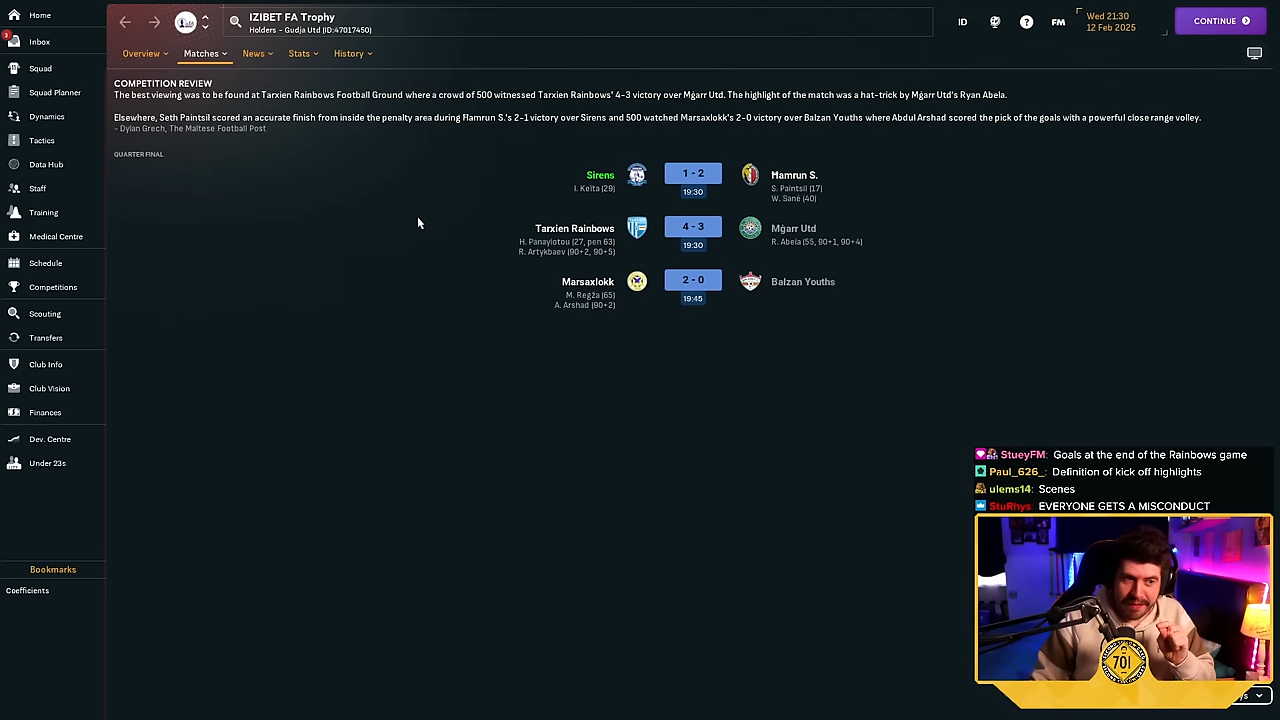 Home
IZIBET FA Trophy
Holders - Gudja Utd (ID:47017450)
ID
FM
Wed 21:30
12 Feb 2025
CONTINUE
Inbox
Squad
Squad Planner
Dynamics
Tactics
Data Hub
Staff
Training
Medical Centre
Schedule
Competitions
Scouting
Transfers
Club Info
Club Vision
Finances
Dev. Centre
Under 23s
Bookmarks
Coefficients
Overview
Matches
News
Stats
History
COMPETITION REVIEW
The best viewing was to be found at Tarxien Rainbows Football Ground where a crowd of 500 witnessed Tarxien Rainbows' 4-3 victory over Mġarr Utd. The highlight of the match was a hat-trick by Mġarr Utd's Ryan Abela.
Elsewhere, Seth Paintsil scored an accurate finish from inside the penalty area during Ħamrun S.'s 2-1 victory over Sirens and 500 watched Marsaxlokk's 2-0 victory over Balzan Youths where Abdul Arshad scored the pick of the goals with a powerful close range volley.
- Dylan Grech, The Maltese Football Post
QUARTER FINAL
Sirens 1 - 2 Ħamrun S.
I. Keita (29) 19:30 S. Paintsil (17)
W. Sané (40)
Tarxien Rainbows 4 - 3 Mġarr Utd
H. Panayiotou (27, pen 63) 19:30 R. Abela (55, 90+1, 90+4)
R. Artykbaev (90+2, 90+5)
Marsaxlokk 2 - 0 Balzan Youths
M. Regża (65) 19:45
A. Arshad (90+2)
StueyFM: Goals at the end of the Rainbows game
Paul_626_: Definition of kick off highlights
ulems14: Scenes
StuRhys: EVERYONE GETS A MISCONDUCT
701